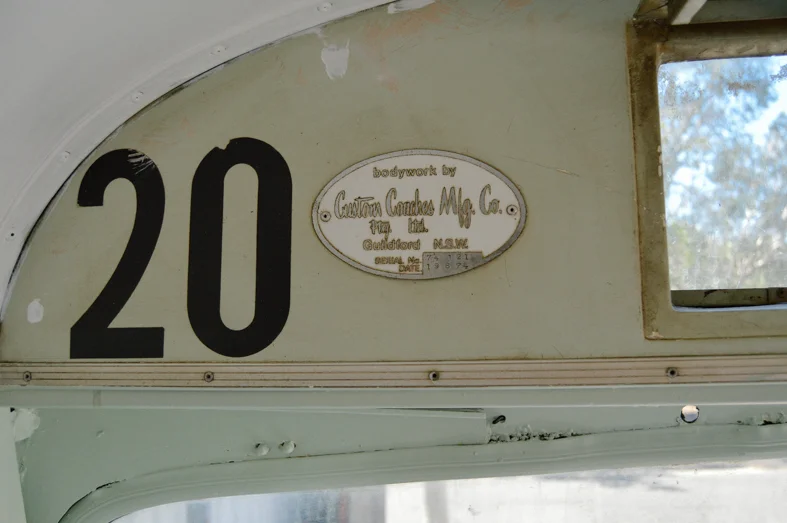 20
bodywork by
Custom Coaches Mfg. Co.
Pty. Ltd.
Guildford N.S.W.
SERIAL No.
DATE